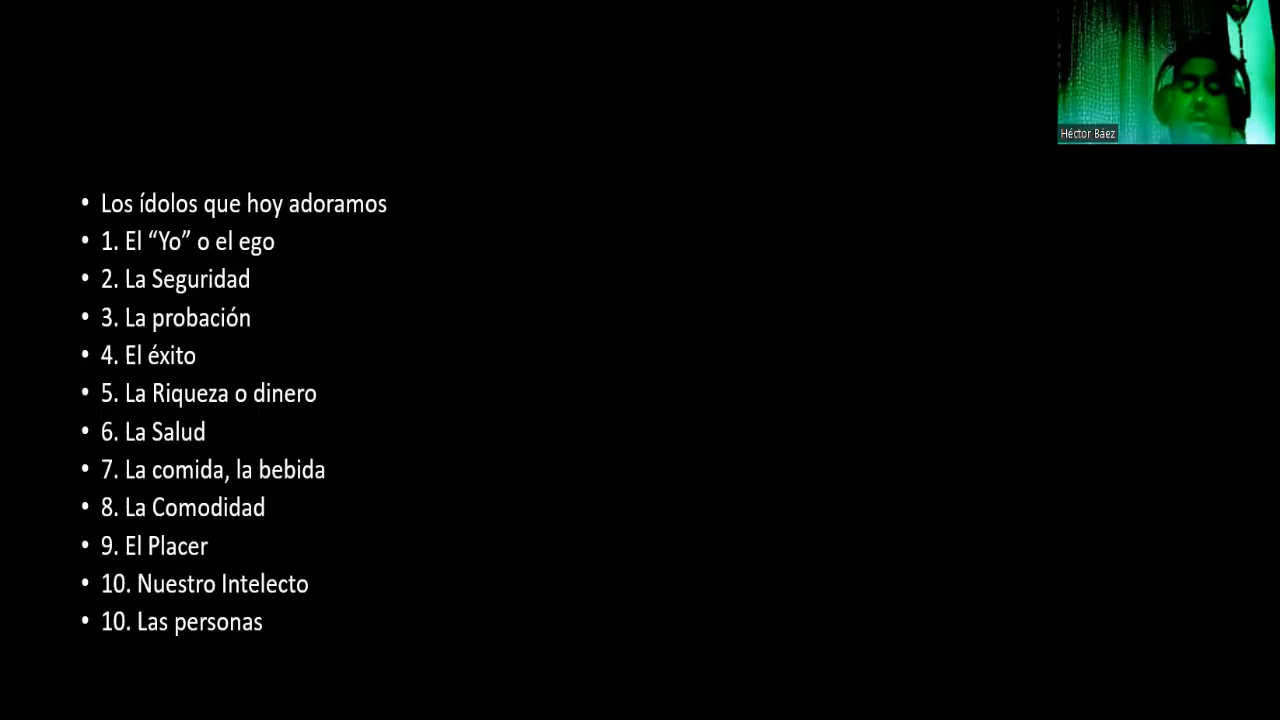 Héctor Báez
• Los ídolos que hoy adoramos
• 1. El “Yo” o el ego
• 2. La Seguridad
• 3. La probación
• 4. El éxito
• 5. La Riqueza o dinero
• 6. La Salud
• 7. La comida, la bebida
• 8. La Comodidad
• 9. El Placer
• 10. Nuestro Intelecto
• 10. Las personas